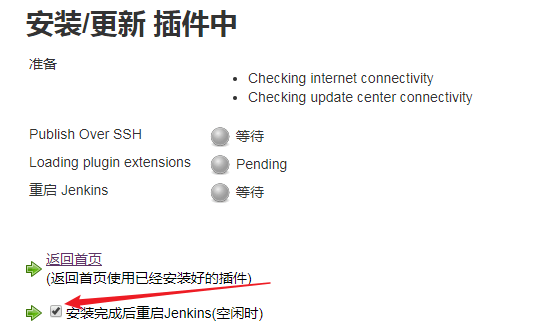 安装/更新 插件中
准备
Checking internet connectivity
Checking update center connectivity
Publish Over SSH 等待
Loading plugin extensions Pending
重启 Jenkins 等待
返回首页
(返回首页使用已经安装好的插件)
安装完成后重启Jenkins(空闲时)